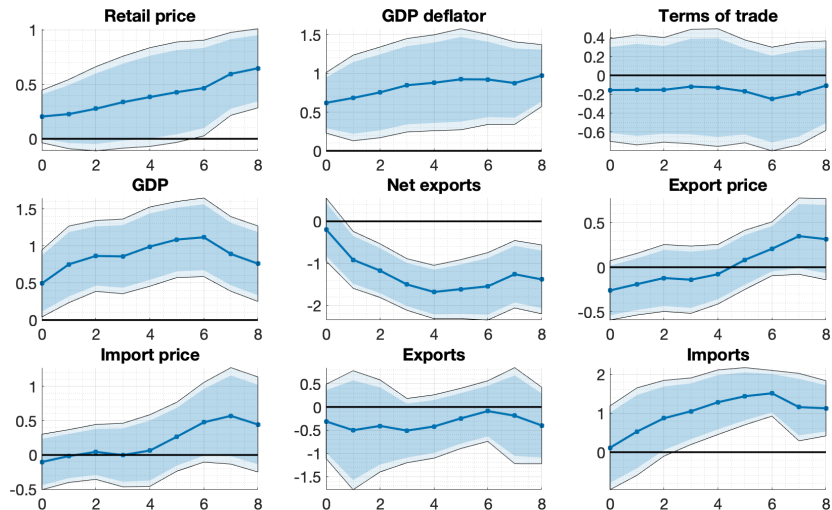 Retail price
GDP deflator
Terms of trade
1
0.5
0
0 2 4 6 8
1.5
1
0.5
0
0 2 4 6 8
0.4
0.2
0
-0.2
-0.4
-0.6
0 2 4 6 8
GDP
Net exports
Export price
1.5
1
0.5
0
0 2 4 6 8
0
-1
-2
0 2 4 6 8
0.5
0
-0.5
0 2 4 6 8
Import price
Exports
Imports
1
0.5
0
-0.5
0 2 4 6 8
0.5
0
-0.5
-1
-1.5
0 2 4 6 8
2
1
0
0 2 4 6 8